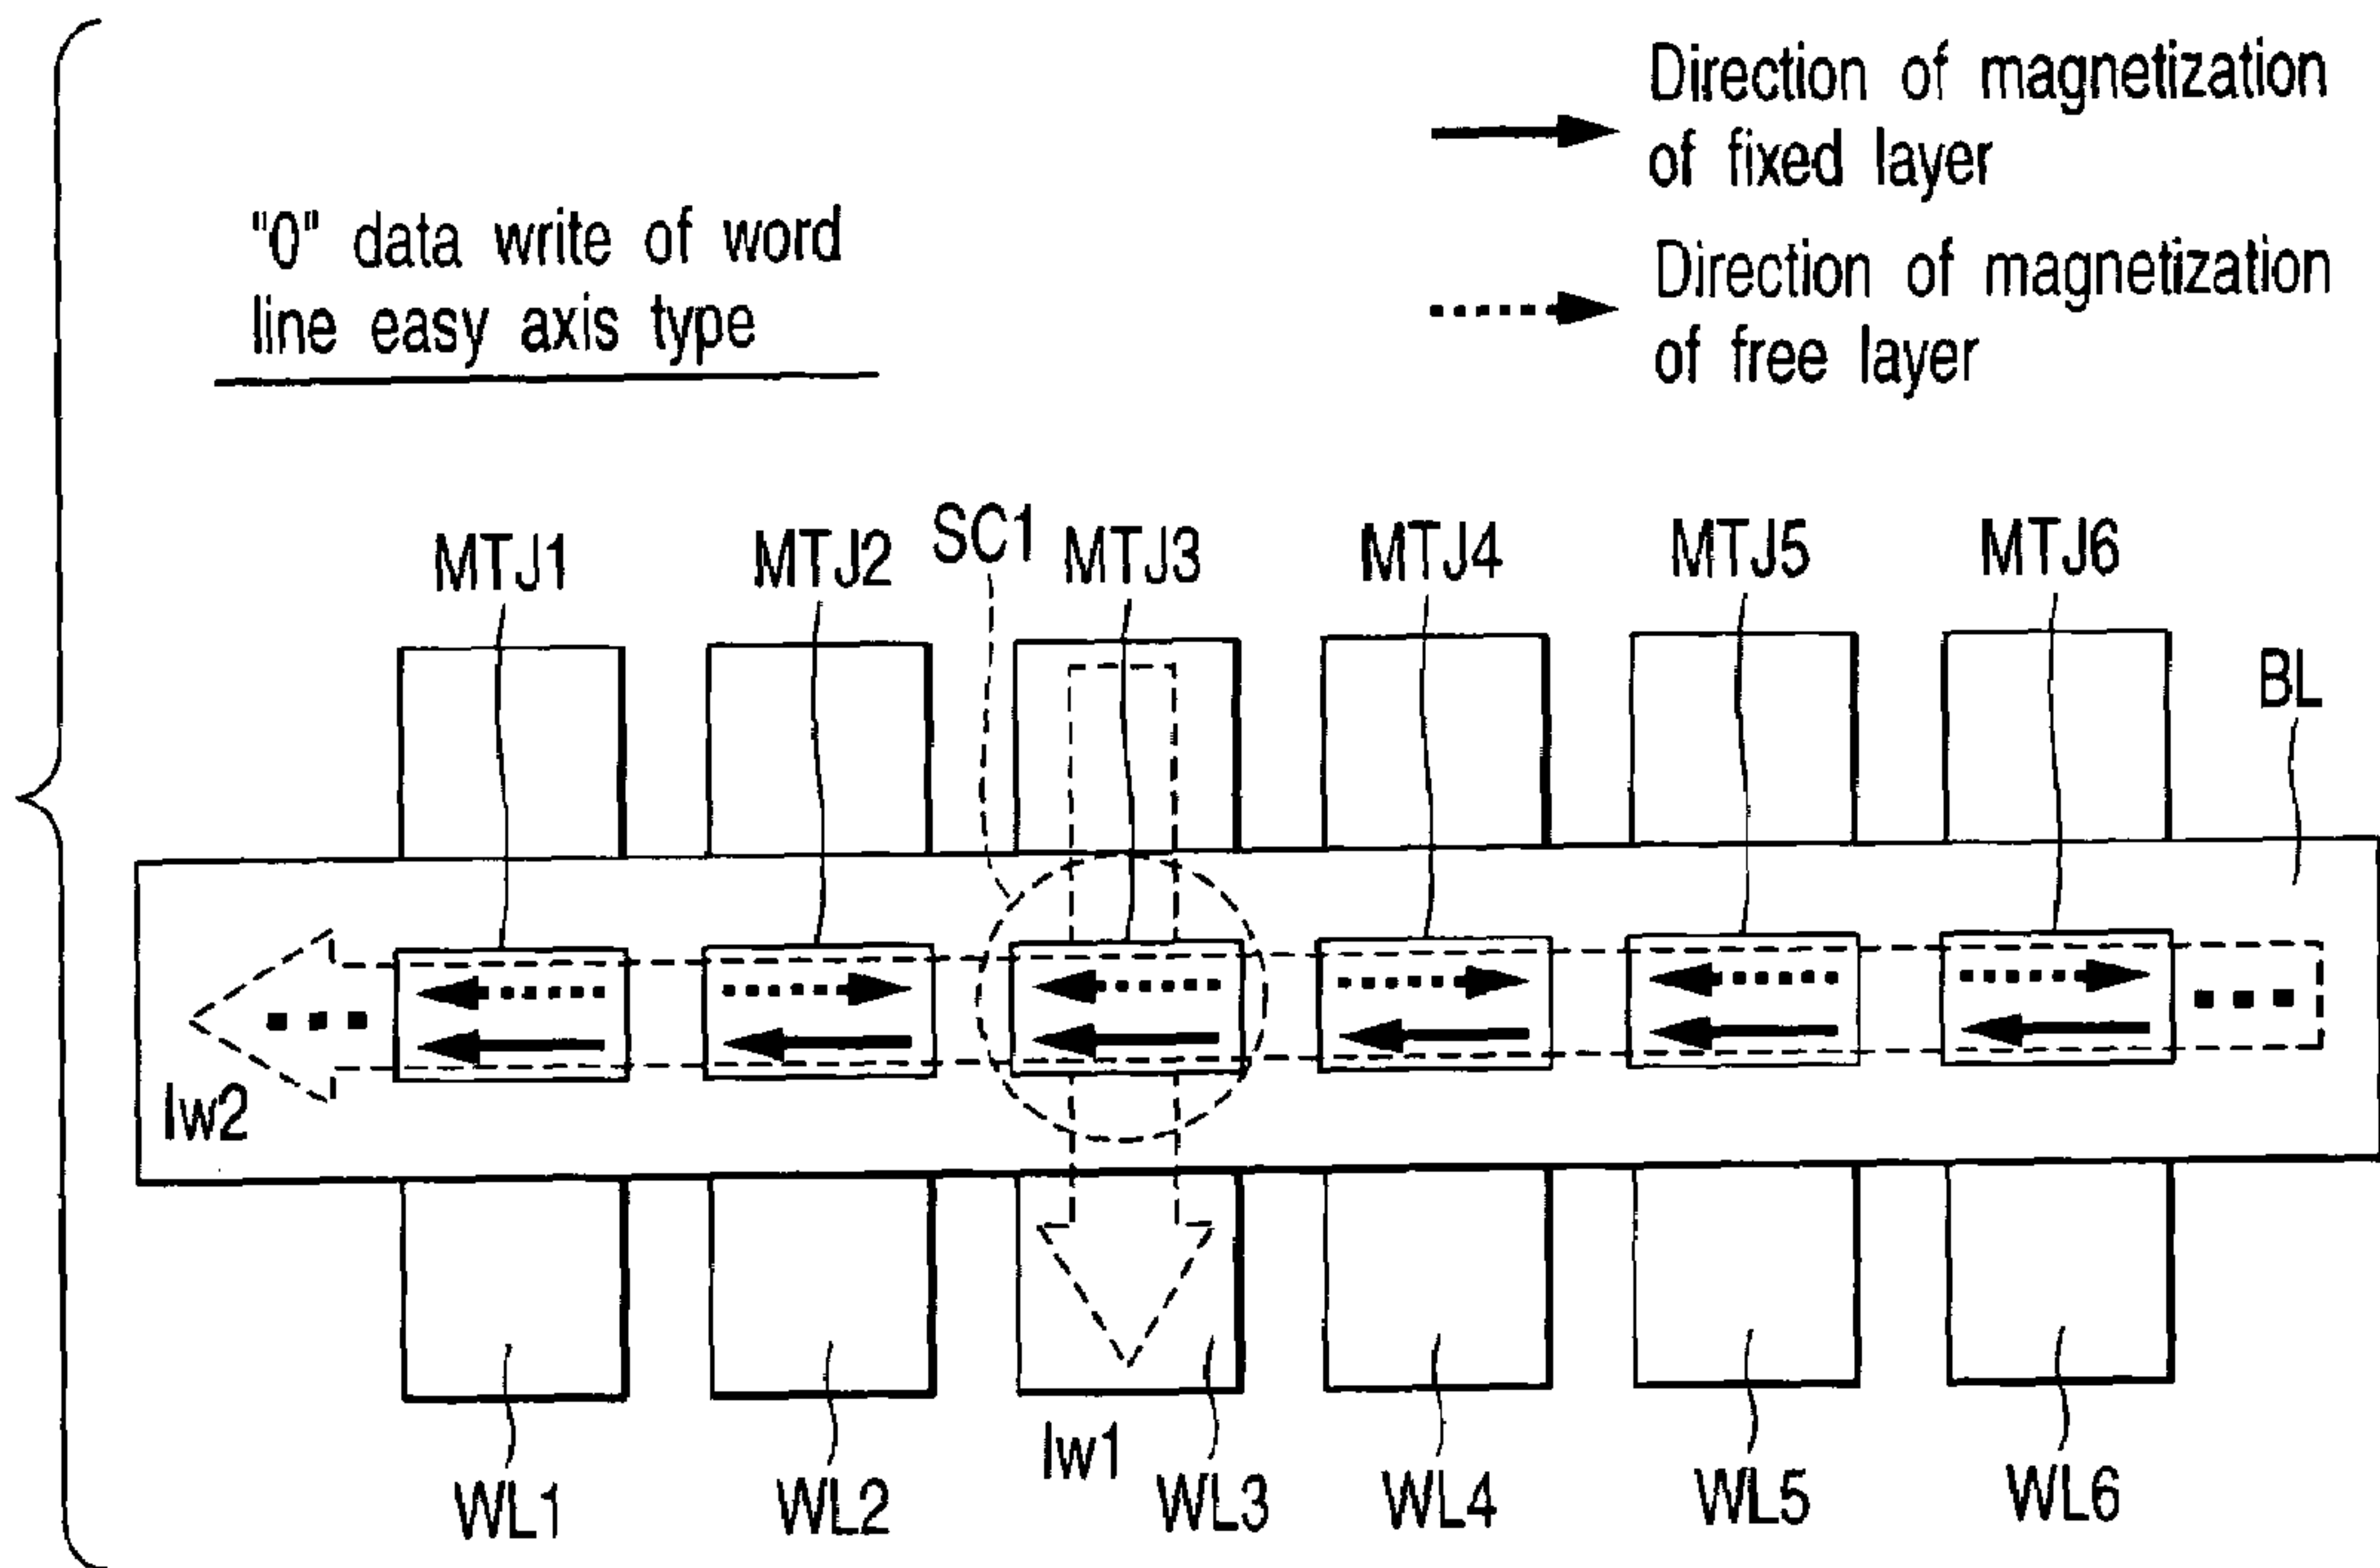 Direction of magnetization
of fixed layer
"0" data write of word
line easy axis type
Direction of magnetization
of free layer
SC1
MTJ1
MTJ2
MTJ3
MTJ4
MTJ5
MTJ6
BL
Iw2
Iw1
WL1
WL2
WL3
WL4
WL5
WL6